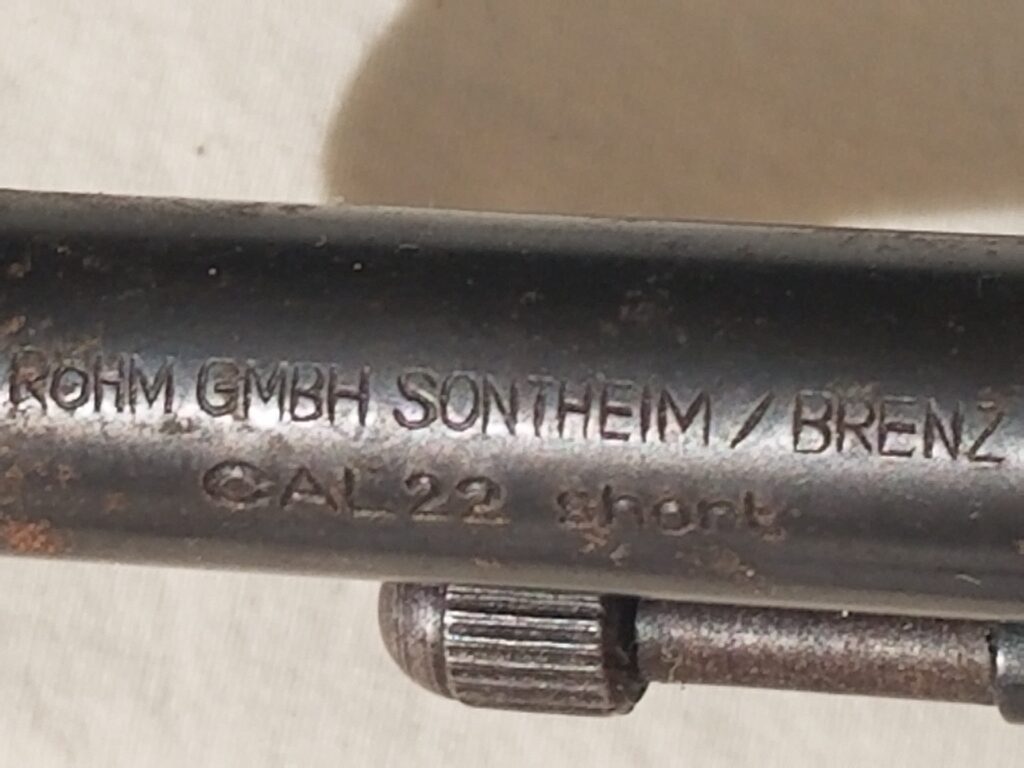 RÖHM GMBH SONTHEIM / BRENZ
CAL 22 short